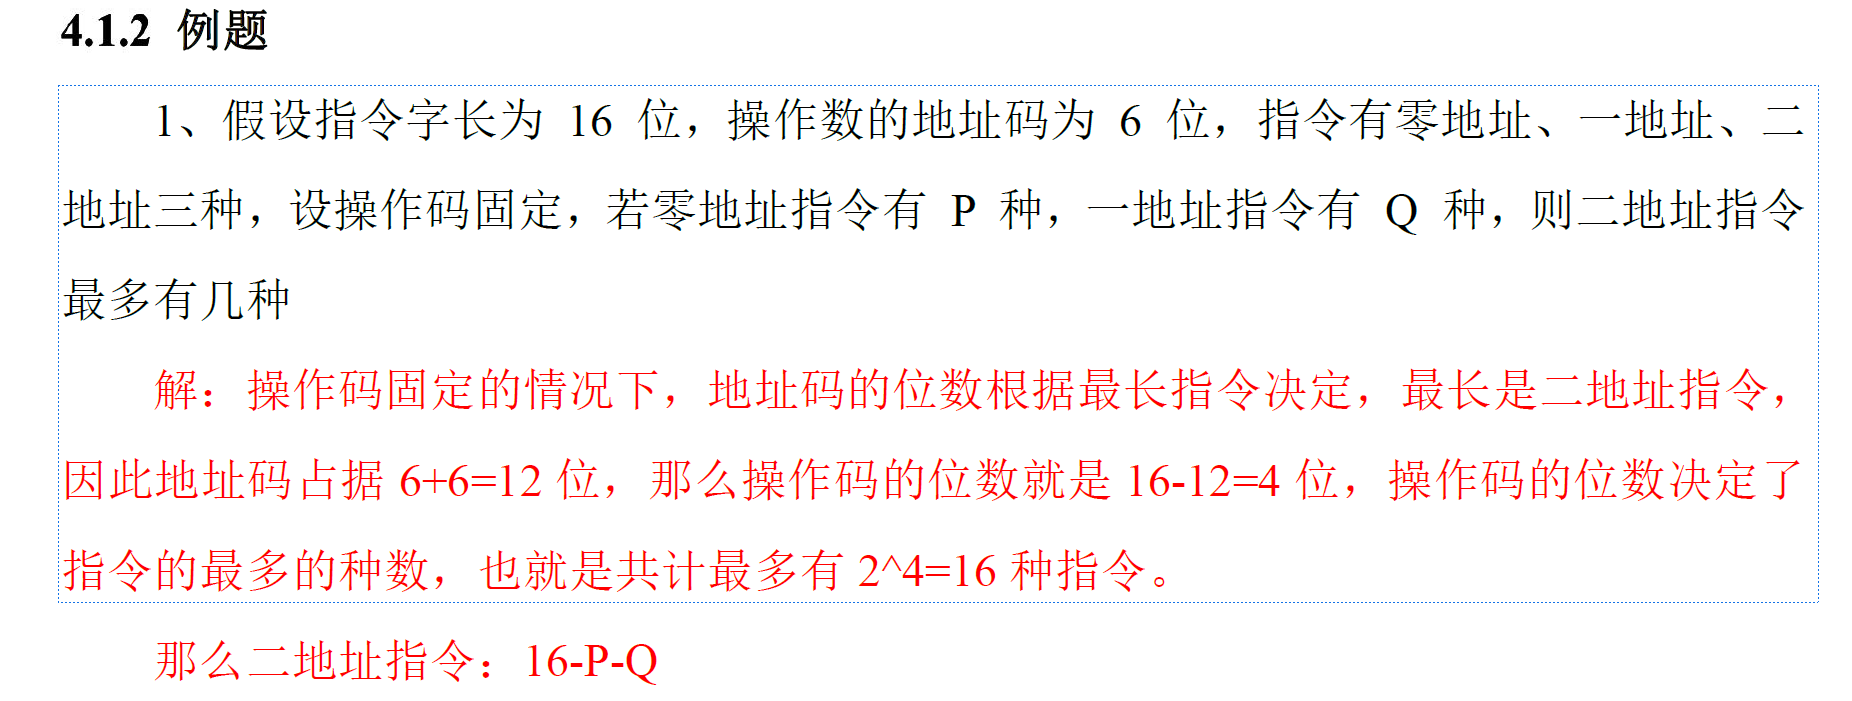 4.1.2 例题
1、假设指令字长为 16 位，操作数的地址码为 6 位，指令有零地址、一地址、二
地址三种，设操作码固定，若零地址指令有 P 种，一地址指令有 Q 种，则二地址指令
最多有几种
解：操作码固定的情况下，地址码的位数根据最长指令决定，最长是二地址指令，
因此地址码占据 6+6=12 位，那么操作码的位数就是 16-12=4 位，操作码的位数决定了
指令的最多的种数，也就是共计最多有 2^4=16 种指令。
那么二地址指令：16-P-Q